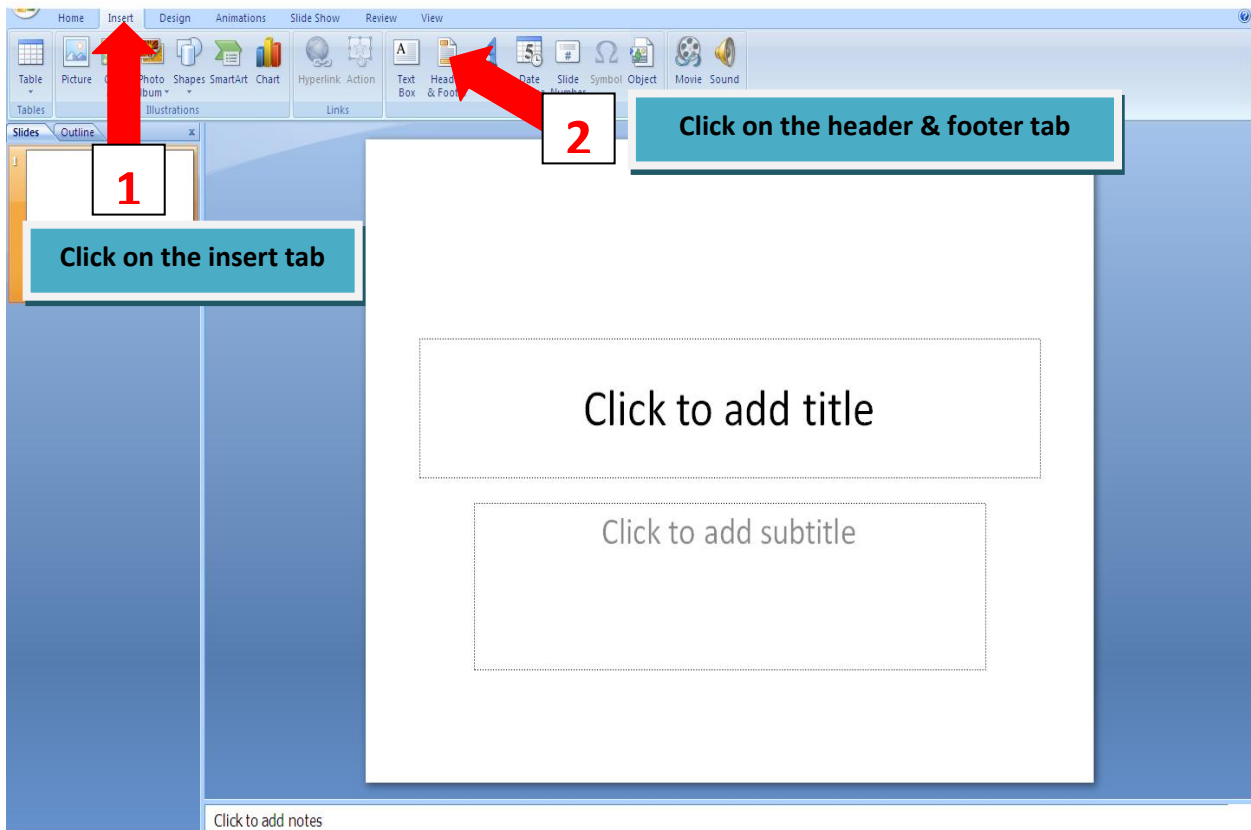 Home Insert Design Animations Slide Show Review View
Table Picture Photo Shapes SmartArt Chart Hyperlink Action Text Date Slide Symbol Object Movie Sound
Box & Number
Tables Illustrations Links
Slides Outline x
1
2
Click on the header & footer tab
1
Click on the insert tab
Click to add title
Click to add subtitle
Click to add notes